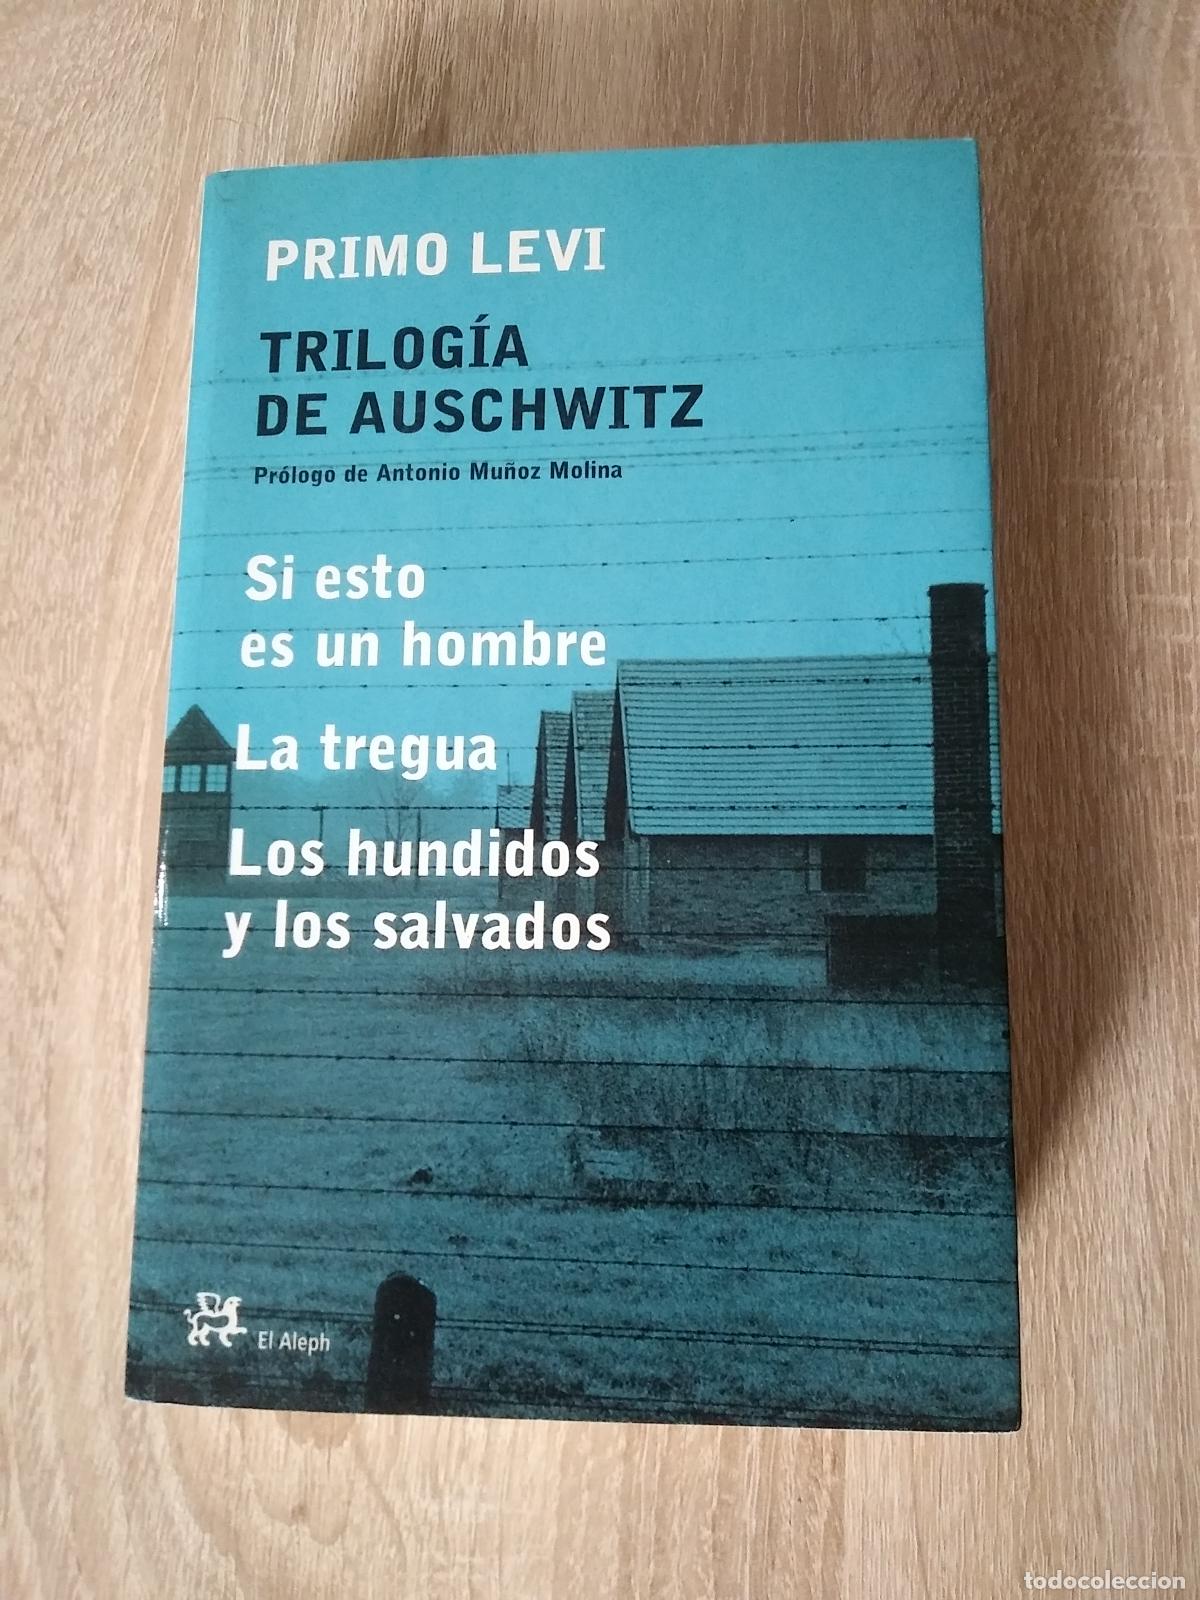 PRIMO LEVI
TRILOGÍA
DE AUSCHWITZ
Prólogo de Antonio Muñoz Molina
Si esto
es un hombre
La tregua
Los hundidos
y los salvados
El Aleph
todocoleccion